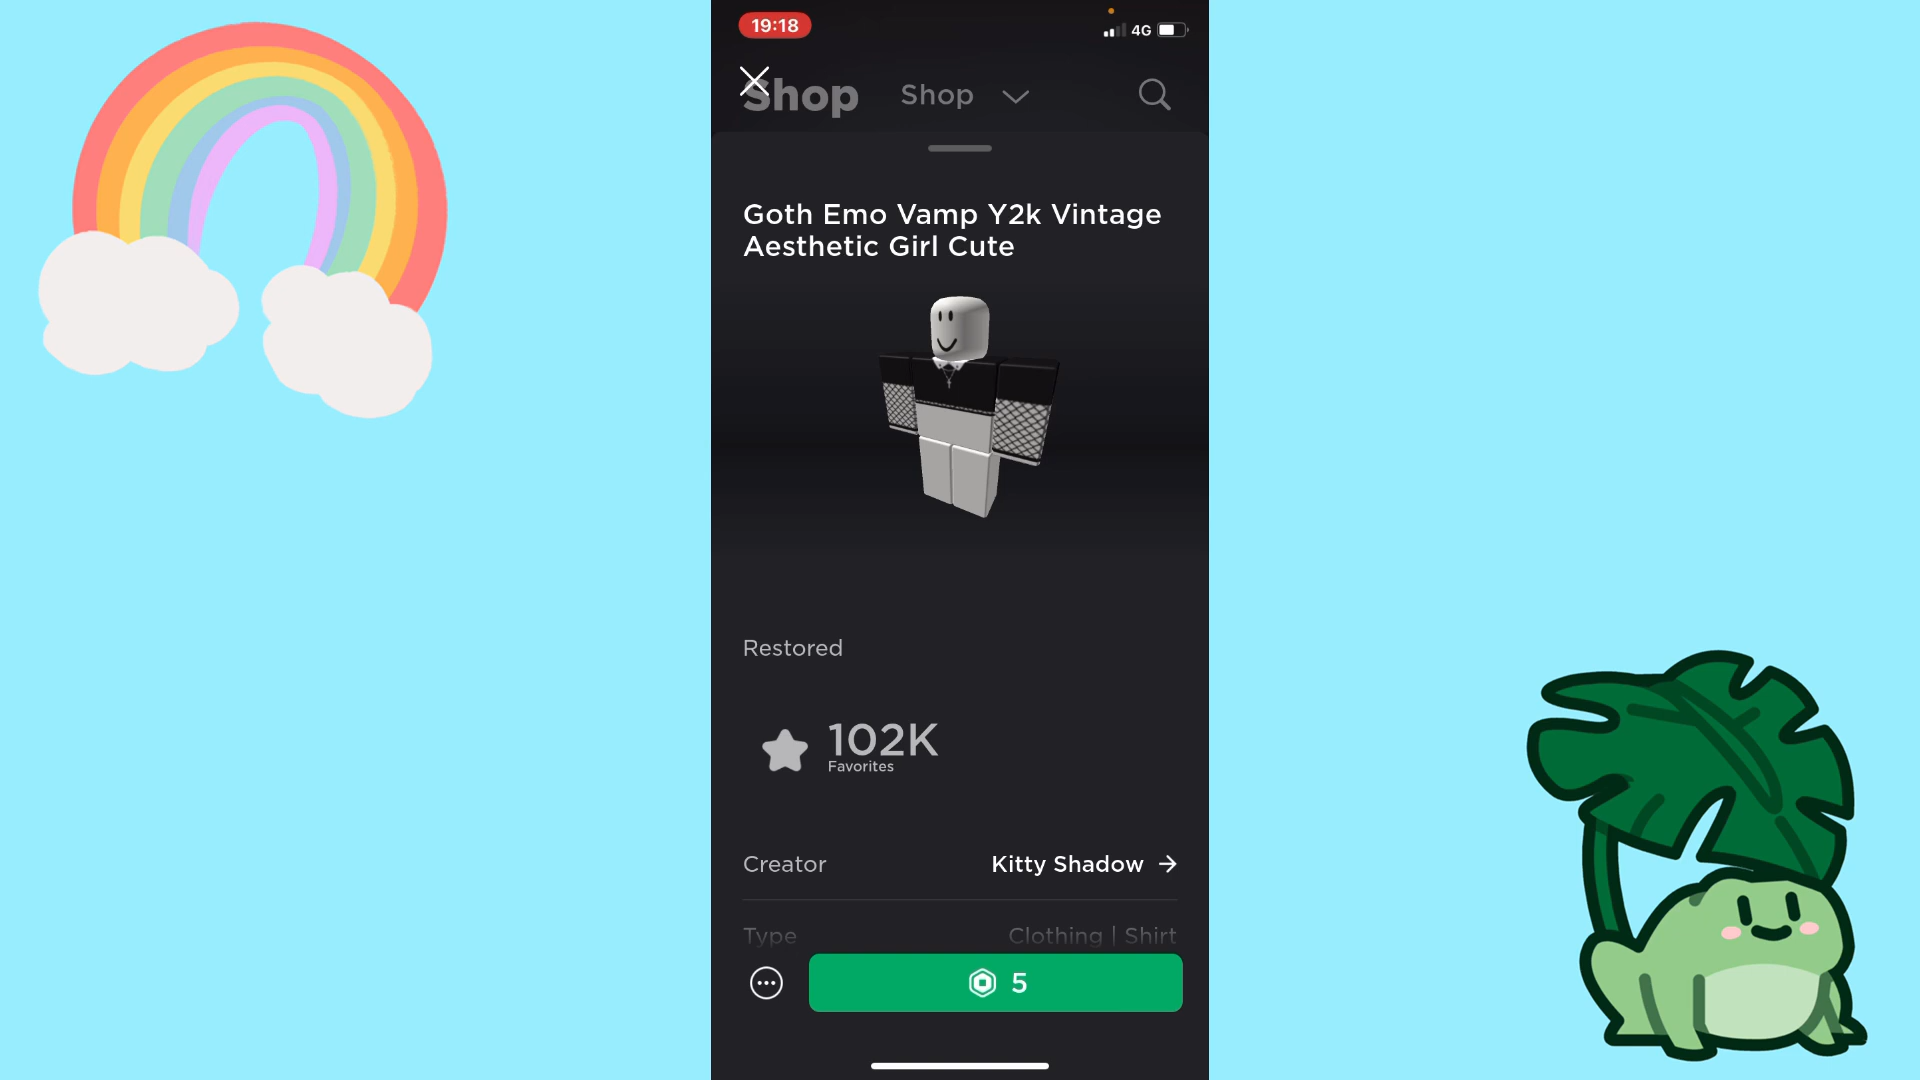 19:18
4G
Shop
Shop
Goth Emo Vamp Y2k Vintage
Aesthetic Girl Cute
Restored
102K
Favorites
Creator
Kitty Shadow
Type
Clothing | Shirt
5